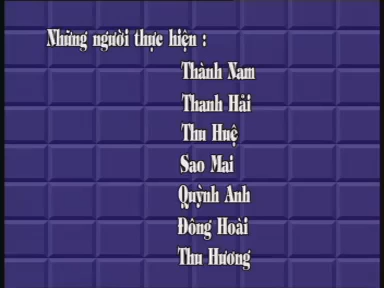 Những người thực hiện :
Thành Nam
Thanh Hải
Thu Huệ
Sao Mai
Quỳnh Anh
Đông Hoài
Thu Hương